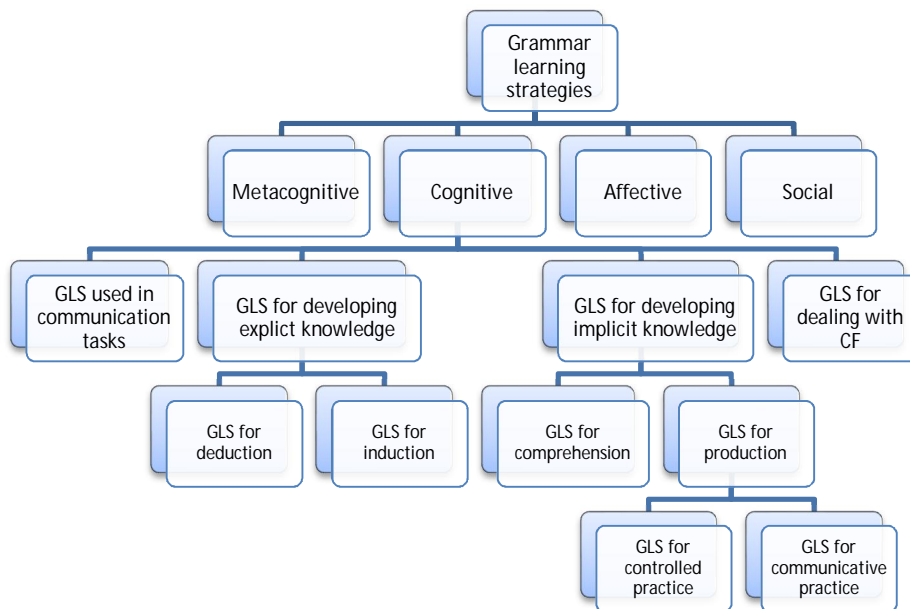 Grammar
learning
strategies
Metacognitive
Cognitive
Affective
Social
GLS used in
communication
tasks
GLS for developing
explict knowledge
GLS for developing
implicit knowledge
GLS for
dealing with
CF
GLS for
deduction
GLS for
induction
GLS for
comprehension
GLS for
production
GLS for
controlled
practice
GLS for
communicative
practice